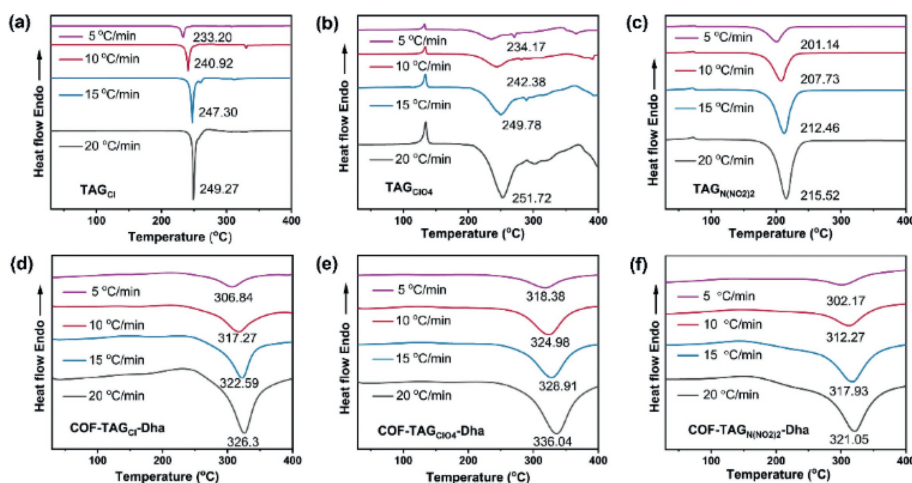 (a)
Heat flow Endo
5 °C/min
233.20
10 °C/min
240.92
15 °C/min
247.30
20 °C/min
249.27
TAGCl
100 200 300 400
Temperature (°C)
(b)
Heat flow Endo
5 °C/min
234.17
10 °C/min
242.38
15 °C/min
249.78
20 °C/min
251.72
TAGClO4
100 200 300 400
Temperature (°C)
(c)
Heat flow Endo
5 °C/min
201.14
10 °C/min
207.73
15 °C/min
212.46
20 °C/min
215.52
TAGN(NO2)2
100 200 300 400
Temperature (°C)
(d)
Heat flow Endo
5 °C/min
306.84
10 °C/min
317.27
15 °C/min
322.59
20 °C/min
326.3
COF-TAGCl-Dha
100 200 300 400
Temperature (°C)
(e)
Heat flow Endo
5 °C/min
318.38
10 °C/min
324.98
15 °C/min
328.91
20 °C/min
336.04
COF-TAGClO4-Dha
100 200 300 400
Temperature (°C)
(f)
Heat flow Endo
5 °C/min
302.17
10 °C/min
312.27
15 °C/min
317.93
20 °C/min
321.05
COF-TAGN(NO2)2-Dha
100 200 300 400
Temperature (°C)